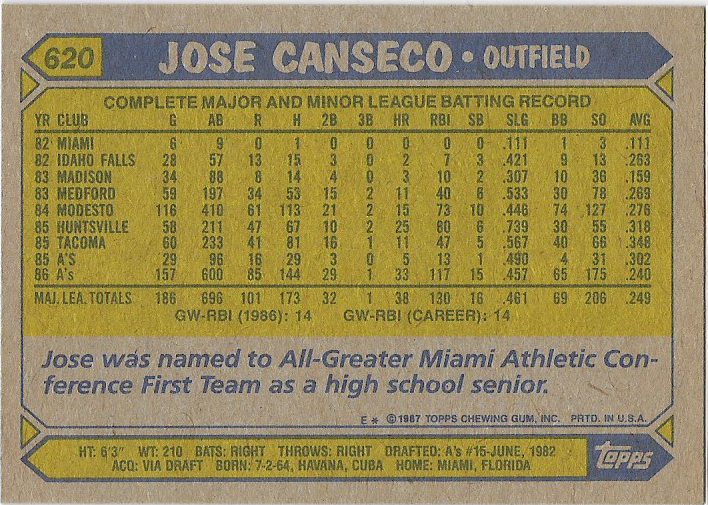 620 JOSE CANSECO • OUTFIELD
COMPLETE MAJOR AND MINOR LEAGUE BATTING RECORD
YR CLUB G AB R H 2B 3B HR RBI SB SLG BB SO AVG
82 MIAMI 6 9 0 1 0 0 0 0 0 .111 1 3 .111
82 IDAHO FALLS 28 57 13 15 3 0 2 7 3 .421 9 13 .263
83 MADISON 34 88 8 14 4 0 3 10 2 .307 10 36 .159
83 MEDFORD 59 197 34 53 15 2 11 40 6 .533 30 78 .269
84 MODESTO 116 410 61 113 21 2 15 73 10 .446 74 127 .276
85 HUNTSVILLE 58 211 47 67 10 2 25 80 6 .739 30 55 .318
85 TACOMA 60 233 41 81 16 1 11 47 5 .567 40 66 .348
85 A'S 29 96 16 29 3 0 5 13 1 .490 4 31 .302
86 A's 157 600 85 144 29 1 33 117 15 .457 65 175 .240
MAJ. LEA. TOTALS 186 696 101 173 32 1 38 130 16 .461 69 206 .249
GW-RBI (1986): 14 GW-RBI (CAREER): 14
Jose was named to All-Greater Miami Athletic Con-
ference First Team as a high school senior.
E * ©1987 TOPPS CHEWING GUM, INC. PRTD. IN U.S.A.
HT: 6'3" WT: 210 BATS: RIGHT THROWS: RIGHT DRAFTED: A's #15-JUNE, 1982
ACQ: VIA DRAFT BORN: 7-2-64, HAVANA, CUBA HOME: MIAMI, FLORIDA
Topps